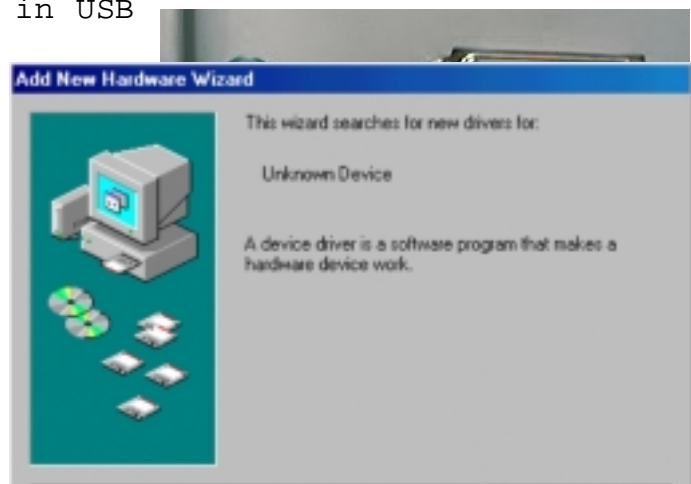 in USB
Add New Hardware Wizard
This wizard searches for new drivers for:
Unknown Device
A device driver is a software program that makes a
hardware device work.